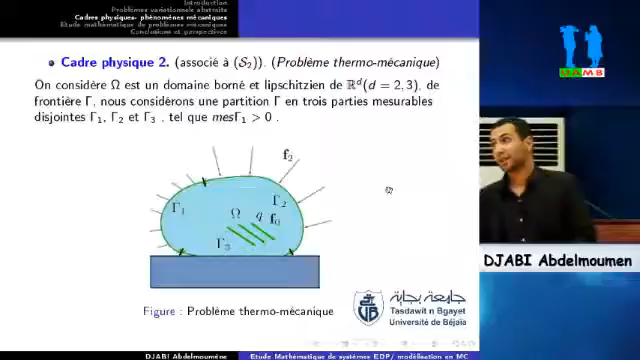 Introduction
Problèmes variationnels abstraits
Cadres physiques- phénomènes mécaniques
Etude mathématique de problèmes mécaniques
Conclusions et perspectives
Cadre physique 2. (associé à (S₂)). (Problème thermo-mécanique)
On considère Ω est un domaine borné et lipschitzien de ℝᵈ(d = 2, 3), de
frontière Γ, nous considérons une partition Γ en trois parties mesurables
disjointes Γ₁, Γ₂ et Γ₃ , tel que mesΓ₁ > 0 .
f₂
Γ₁
Γ₂
Ω q f₀
Γ₃
Figure : Problème thermo-mécanique
جامعة بجاية
Tasdawit n Bgayet
Université de Béjaïa
DJABI Abdelmoumen
DJABI Abdelmoumène
Etude Mathématique de systèmes EDP/ modélisation en MC